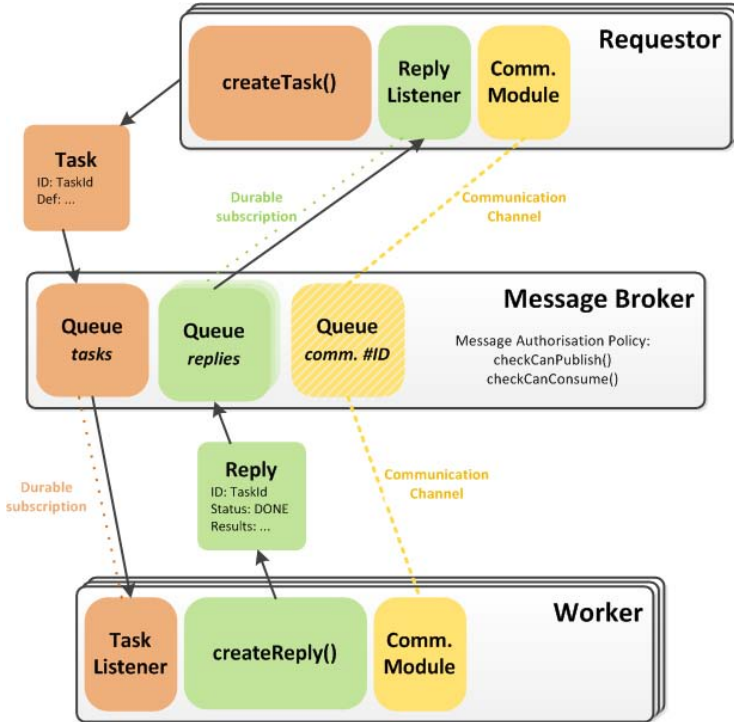 Requestor
createTask()
Reply
Listener
Comm.
Module
Task
ID: TaskId
Def: ...
Durable
subscription
Communication
Channel
Message Broker
Queue
tasks
Queue
replies
Queue
comm. #ID
Message Authorisation Policy:
checkCanPublish()
checkCanConsume()
Durable
subscription
Reply
ID: TaskId
Status: DONE
Results: ...
Communication
Channel
Worker
Task
Listener
createReply()
Comm.
Module